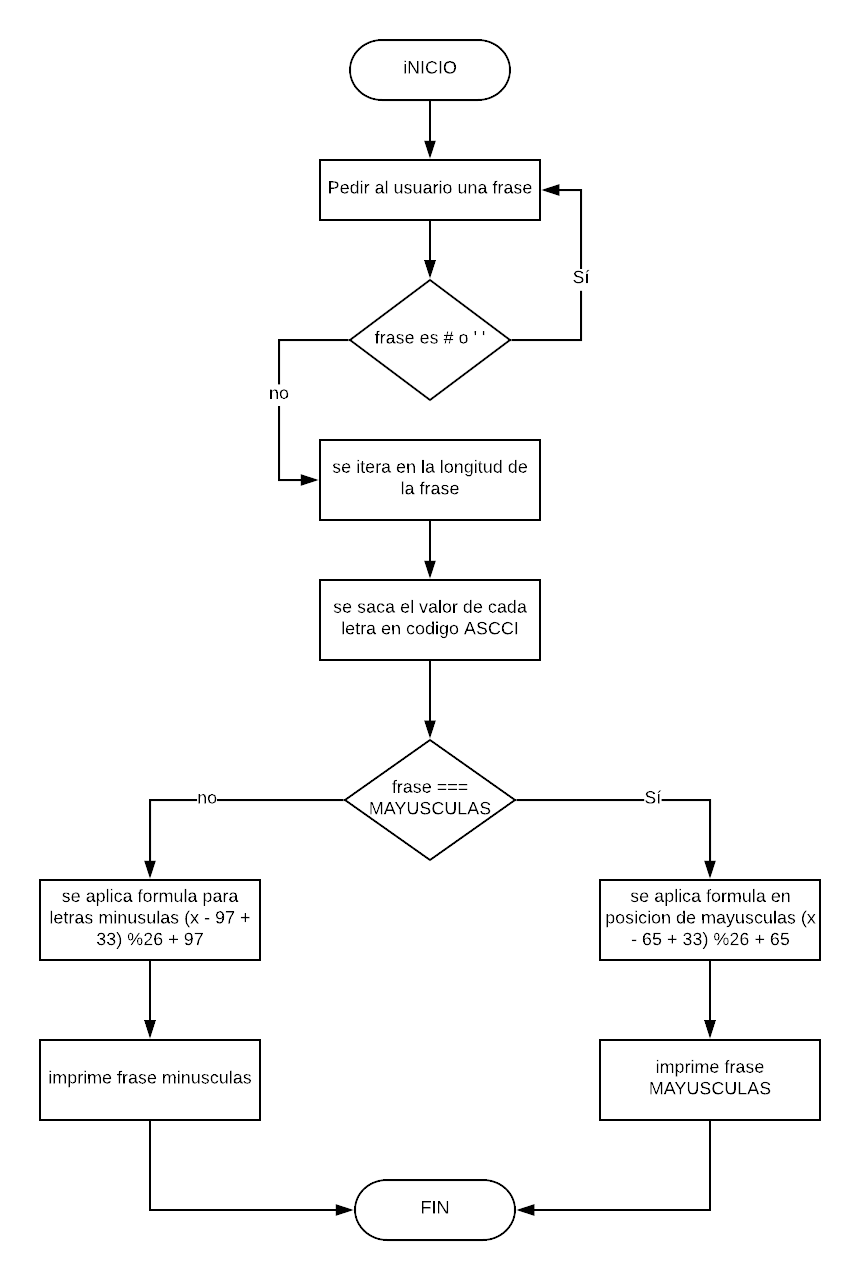 iNICIO
Pedir al usuario una frase
Sí
frase es # o ' '
no
se itera en la longitud de
la frase
se saca el valor de cada
letra en codigo ASCCI
frase ===
MAYUSCULAS
no
Sí
se aplica formula para
letras minusulas (x - 97 +
33) %26 + 97
se aplica formula en
posicion de mayusculas (x
- 65 + 33) %26 + 65
imprime frase minusculas
imprime frase
MAYUSCULAS
FIN